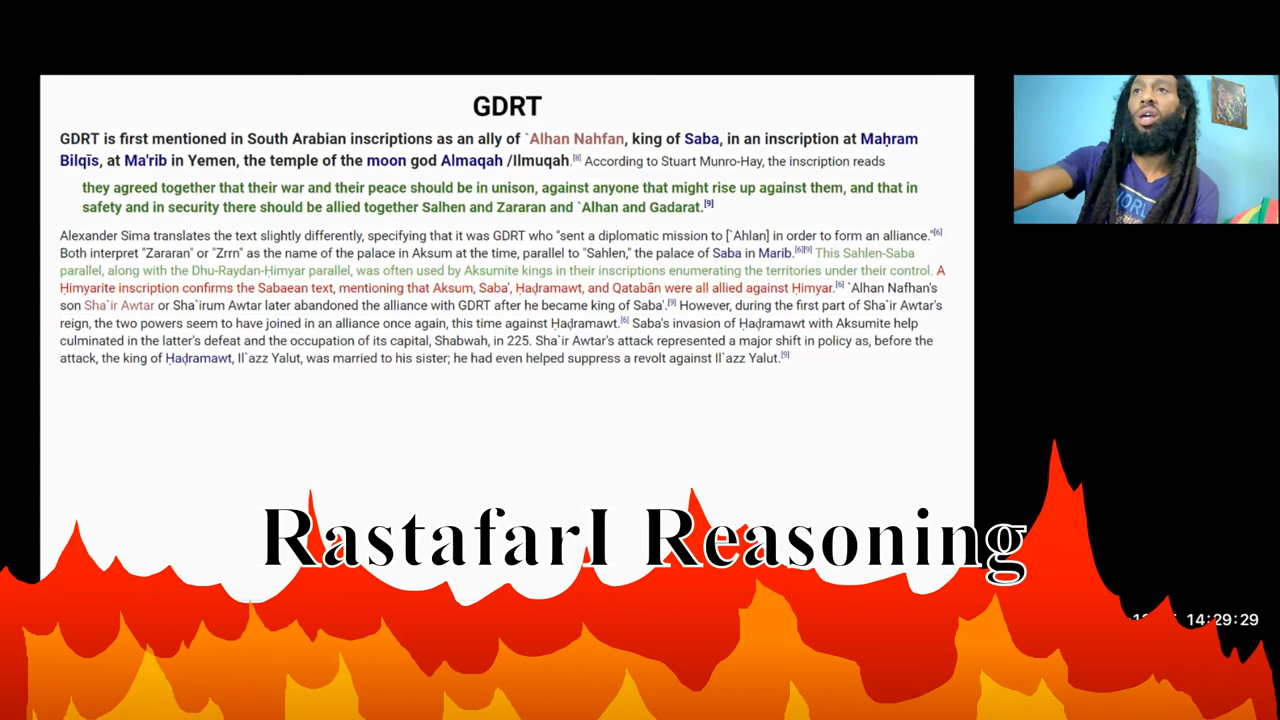 GDRT
GDRT is first mentioned in South Arabian inscriptions as an ally of `Alhan Nahfan, king of Saba, in an inscription at Maḥram
Bilqīs, at Ma'rib in Yemen, the temple of the moon god Almaqah /Ilmuqah.[8] According to Stuart Munro-Hay, the inscription reads
they agreed together that their war and their peace should be in unison, against anyone that might rise up against them, and that in
safety and in security there should be allied together Salhen and Zararan and `Alhan and Gadarat.[9]
Alexander Sima translates the text slightly differently, specifying that it was GDRT who "sent a diplomatic mission to [`Ahlan] in order to form an alliance."[6]
Both interpret "Zararan" or "Zrrn" as the name of the palace in Aksum at the time, parallel to "Sahlen," the palace of Saba in Marib.[6][9] This Sahlen-Saba
parallel, along with the Dhu-Raydan-Ḥimyar parallel, was often used by Aksumite kings in their inscriptions enumerating the territories under their control. A
Ḥimyarite inscription confirms the Sabaean text, mentioning that Aksum, Saba', Ḥaḍramawt, and Qatabān were all allied against Ḥimyar.[6] `Alhan Nafhan's
son Sha`ir Awtar or Sha`irum Awtar later abandoned the alliance with GDRT after he became king of Saba'.[9] However, during the first part of Sha`ir Awtar's
reign, the two powers seem to have joined in an alliance once again, this time against Ḥaḍramawt.[6] Saba's invasion of Ḥaḍramawt with Aksumite help
culminated in the latter's defeat and the occupation of its capital, Shabwah, in 225. Sha`ir Awtar's attack represented a major shift in policy as, before the
attack, the king of Ḥaḍramawt, Il`azz Yalut, was married to his sister; he had even helped suppress a revolt against Il`azz Yalut.[9]
RastafarI Reasoning
14:29:29